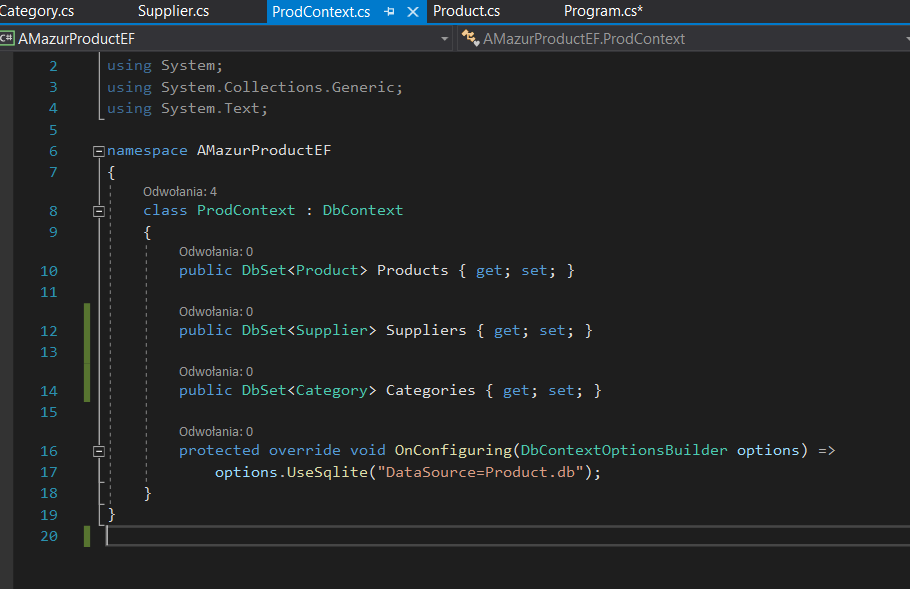 Category.cs Supplier.cs ProdContext.cs Product.cs Program.cs*
C# AMazurProductEF AMazurProductEF.ProdContext
2 using System;
3 using System.Collections.Generic;
4 using System.Text;
5
6 namespace AMazurProductEF
7 {
Odwołania: 4
8 class ProdContext : DbContext
9 {
Odwołania: 0
10 public DbSet<Product> Products { get; set; }
11
Odwołania: 0
12 public DbSet<Supplier> Suppliers { get; set; }
13
Odwołania: 0
14 public DbSet<Category> Categories { get; set; }
15
Odwołania: 0
16 protected override void OnConfiguring(DbContextOptionsBuilder options) =>
17 options.UseSqlite("DataSource=Product.db");
18 }
19 }
20